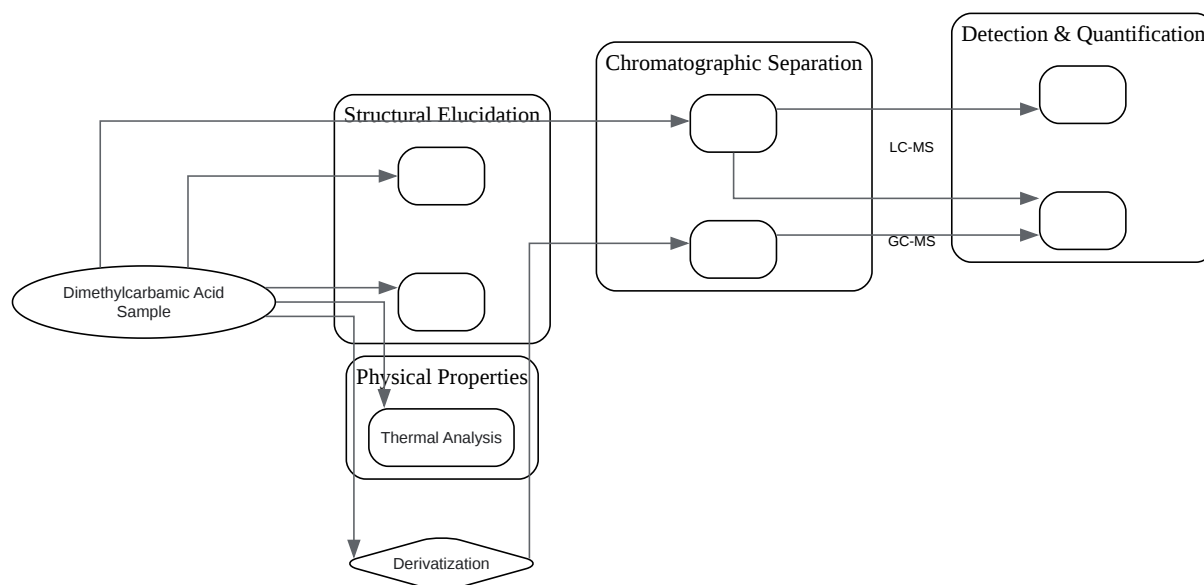 Detection & Quantification
Chromatographic Separation
Structural Elucidation
LC-MS
GC-MS
Dimethylcarbamic Acid
Sample
Physical Properties
Thermal Analysis
Derivatization